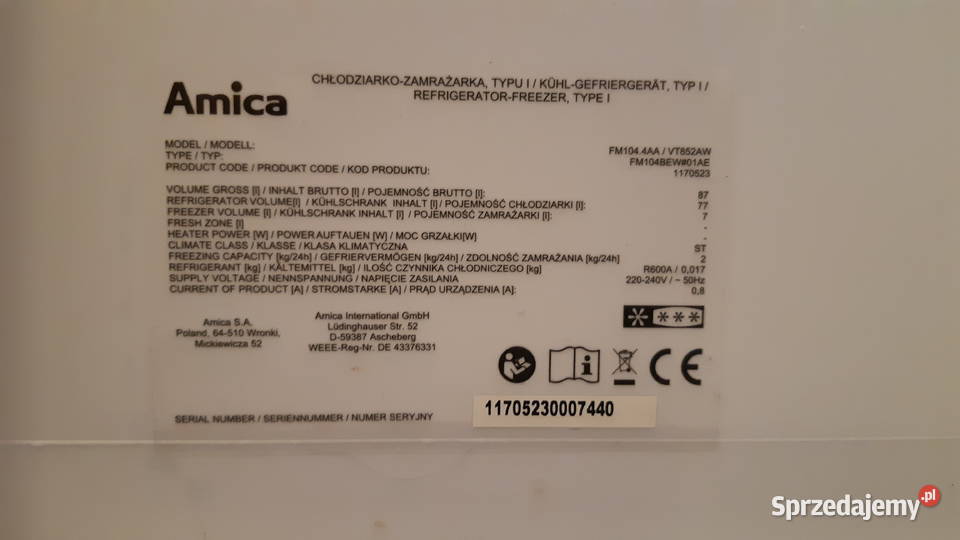 Amica
CHŁODZIARKO-ZAMRAŻARKA, TYPU I / KÜHL-GEFRIERGERÄT, TYP I /
REFRIGERATOR-FREEZER, TYPE I
MODEL / MODELL: FM104.4AA / VT852AW
TYPE / TYP: FM104BEW#01AE
PRODUCT CODE / PRODUKT CODE / KOD PRODUKTU: 1170523
VOLUME GROSS [l] / INHALT BRUTTO [l] / POJEMNOŚĆ BRUTTO [l]: 87
REFRIGERATOR VOLUME[l] / KÜHLSCHRANK INHALT [l] / POJEMNOŚĆ CHŁODZIARKI [l]: 77
FREEZER VOLUME [l] / KÜHLSCHRANK INHALT [l] / POJEMNOŚĆ ZAMRAŻARKI [l]: 7
FRESH ZONE [l] -
HEATER POWER [W] / POWER AUFTAUEN [W] / MOC GRZAŁKI[W] -
CLIMATE CLASS / KLASSE / KLASA KLIMATYCZNA ST
FREEZING CAPACITY [kg/24h] / GEFRIERVERMÖGEN [kg/24h] / ZDOLNOŚĆ ZAMRAŻANIA [kg/24h] 2
REFRIGERANT [kg] / KÄLTEMITTEL [kg] / ILOŚĆ CZYNNIKA CHŁODNICZEGO [kg] R600A / 0,017
SUPPLY VOLTAGE / NENNSPANNUNG / NAPIĘCIE ZASILANIA 220-240V / ~ 50Hz
CURRENT OF PRODUCT [A] / STROMSTARKE [A] / PRĄD URZĄDZENIA [A]: 0,8
Amica S.A.
Poland, 64-510 Wronki,
Mickiewicza 52
Amica International GmbH
Lüdinghauser Str. 52
D-59387 Ascheberg
WEEE-Reg-Nr. DE 43376331
CE
SERIAL NUMBER / SERIENNUMMER / NUMER SERYJNY 11705230007440
Sprzedajemy.pl